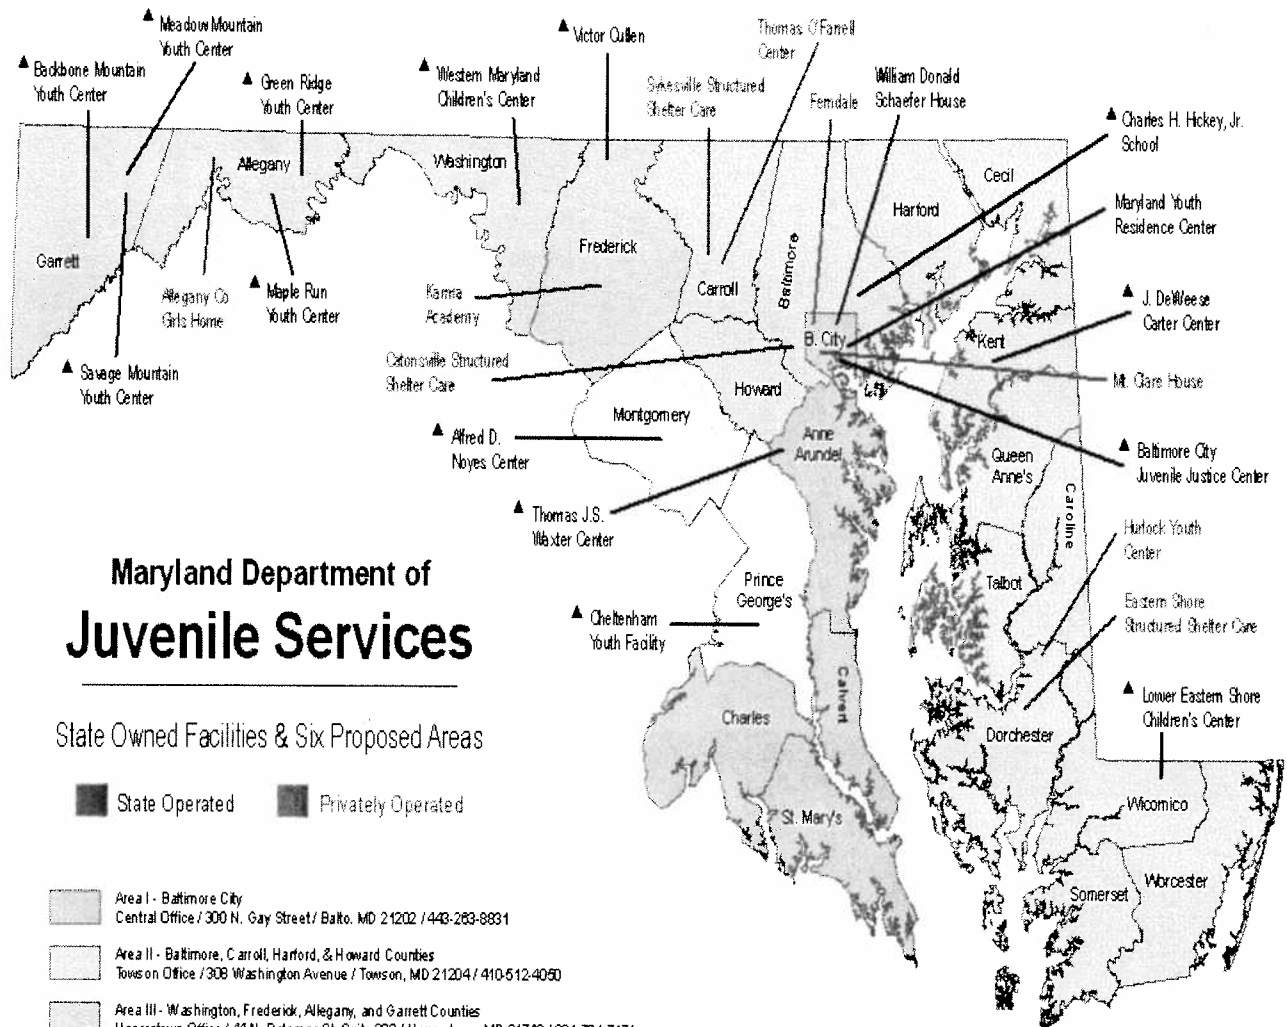 ▲ Meadow Mountain
Youth Center
▲ Backbone Mountain
Youth Center
▲ Green Ridge
Youth Center
▲ Western Maryland
Children's Center
▲ Victor Cullen
Sykesville Structured
Shelter Care
Thomas O'Farrell
Center
Ferndale
William Donald
Schaefer House
▲ Charles H. Hickey, Jr.
School
Maryland Youth
Residence Center
▲ J. DeWeese
Carter Center
Mt. Clare House
▲ Baltimore City
Juvenile Justice Center
Hurlock Youth
Center
Eastern Shore
Structured Shelter Care
▲ Lower Eastern Shore
Children's Center
Garrett
Allegany
Washington
Frederick
Carroll
Baltimore
Harford
Cecil
B. City
Kent
Howard
Montgomery
Anne
Arundel
Queen
Anne's
Caroline
Talbot
Prince
George's
Calvert
Charles
St. Mary's
Dorchester
Wicomico
Somerset
Worcester
Allegany Co
Girls Home
▲ Maple Run
Youth Center
▲ Savage Mountain
Youth Center
Karma
Academy
Catonsville Structured
Shelter Care
▲ Alfred D.
Noyes Center
▲ Thomas J.S.
Waxter Center
▲ Cheltenham
Youth Facility
Maryland Department of
Juvenile Services
State Owned Facilities & Six Proposed Areas
State Operated
Privately Operated
Area I - Baltimore City
Central Office / 300 N. Gay Street / Balto. MD 21202 / 443-263-8831
Area II - Baltimore, Carroll, Harford, & Howard Counties
Towson Office / 308 Washington Avenue / Towson, MD 21204 / 410-512-4050
Area III - Washington, Frederick, Allegany, and Garrett Counties